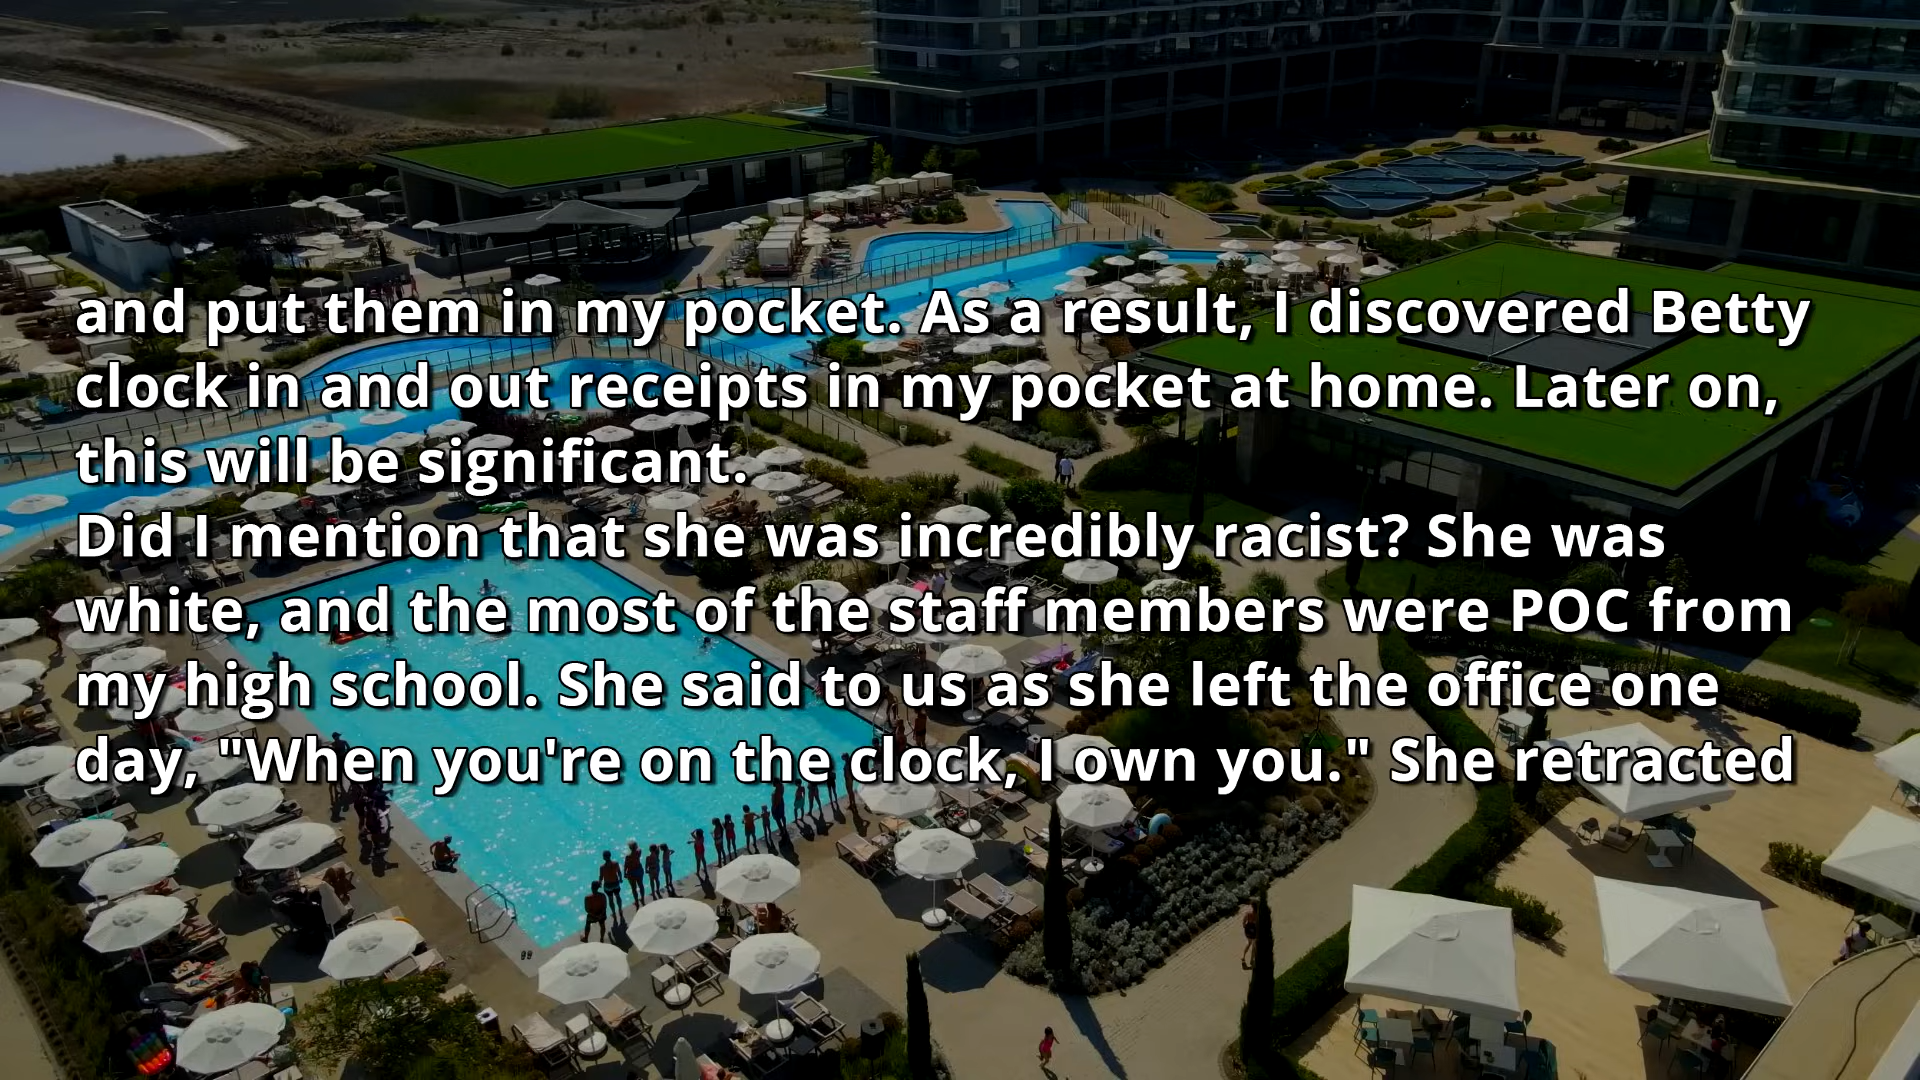 and put them in my pocket. As a result, I discovered Betty
clock in and out receipts in my pocket at home. Later on,
this will be significant.
Did I mention that she was incredibly racist? She was
white, and the most of the staff members were POC from
my high school. She said to us as she left the office one
day, "When you're on the clock, I own you." She retracted